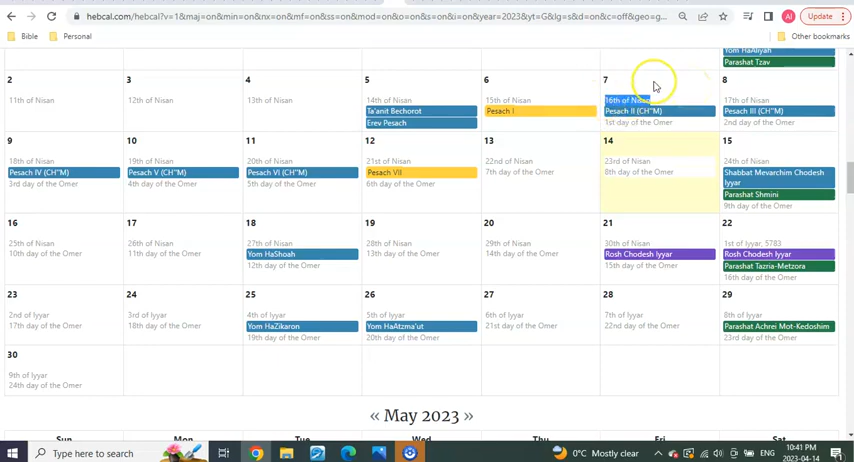 hebcal.com/hebcal?v=1&maj=on&min=on&nx=on&mf=on&ss=on&mod=on&o=on&s=on&i=on&year=2023&yt=G&lg=s&d=on&c=off&geo=g...
AI
Update
Bible
Personal
Other bookmarks
Yom HaAliyah
Parashat Tzav
2
3
4
5
6
7
8
11th of Nisan
12th of Nisan
13th of Nisan
14th of Nisan
15th of Nisan
16th of Nisan
17th of Nisan
Ta'anit Bechorot
Pesach I
Pesach II (CH"M)
Pesach III (CH"M)
Erev Pesach
1st day of the Omer
2nd day of the Omer
9
10
11
12
13
14
15
18th of Nisan
19th of Nisan
20th of Nisan
21st of Nisan
22nd of Nisan
23rd of Nisan
24th of Nisan
Pesach IV (CH"M)
Pesach V (CH"M)
Pesach VI (CH"M)
Pesach VII
7th day of the Omer
8th day of the Omer
Shabbat Mevarchim Chodesh
Iyyar
3rd day of the Omer
4th day of the Omer
5th day of the Omer
6th day of the Omer
Parashat Shmini
9th day of the Omer
16
17
18
19
20
21
22
25th of Nisan
26th of Nisan
27th of Nisan
28th of Nisan
29th of Nisan
30th of Nisan
1st of Iyyar, 5783
10th day of the Omer
11th day of the Omer
Yom HaShoah
13th day of the Omer
14th day of the Omer
Rosh Chodesh Iyyar
Rosh Chodesh Iyyar
12th day of the Omer
15th day of the Omer
Parashat Tazria-Metzora
16th day of the Omer
23
24
25
26
27
28
29
2nd of Iyyar
3rd of Iyyar
4th of Iyyar
5th of Iyyar
6th of Iyyar
7th of Iyyar
8th of Iyyar
17th day of the Omer
18th day of the Omer
Yom HaZikaron
Yom HaAtzma'ut
21st day of the Omer
22nd day of the Omer
Parashat Achrei Mot-Kedoshim
19th day of the Omer
20th day of the Omer
23rd day of the Omer
30
9th of Iyyar
24th day of the Omer
« May 2023 »
Sun
Mon
Tue
Wed
Thu
Fri
Sat
Type here to search
0°C Mostly clear
ENG
10:41 PM
2023-04-14